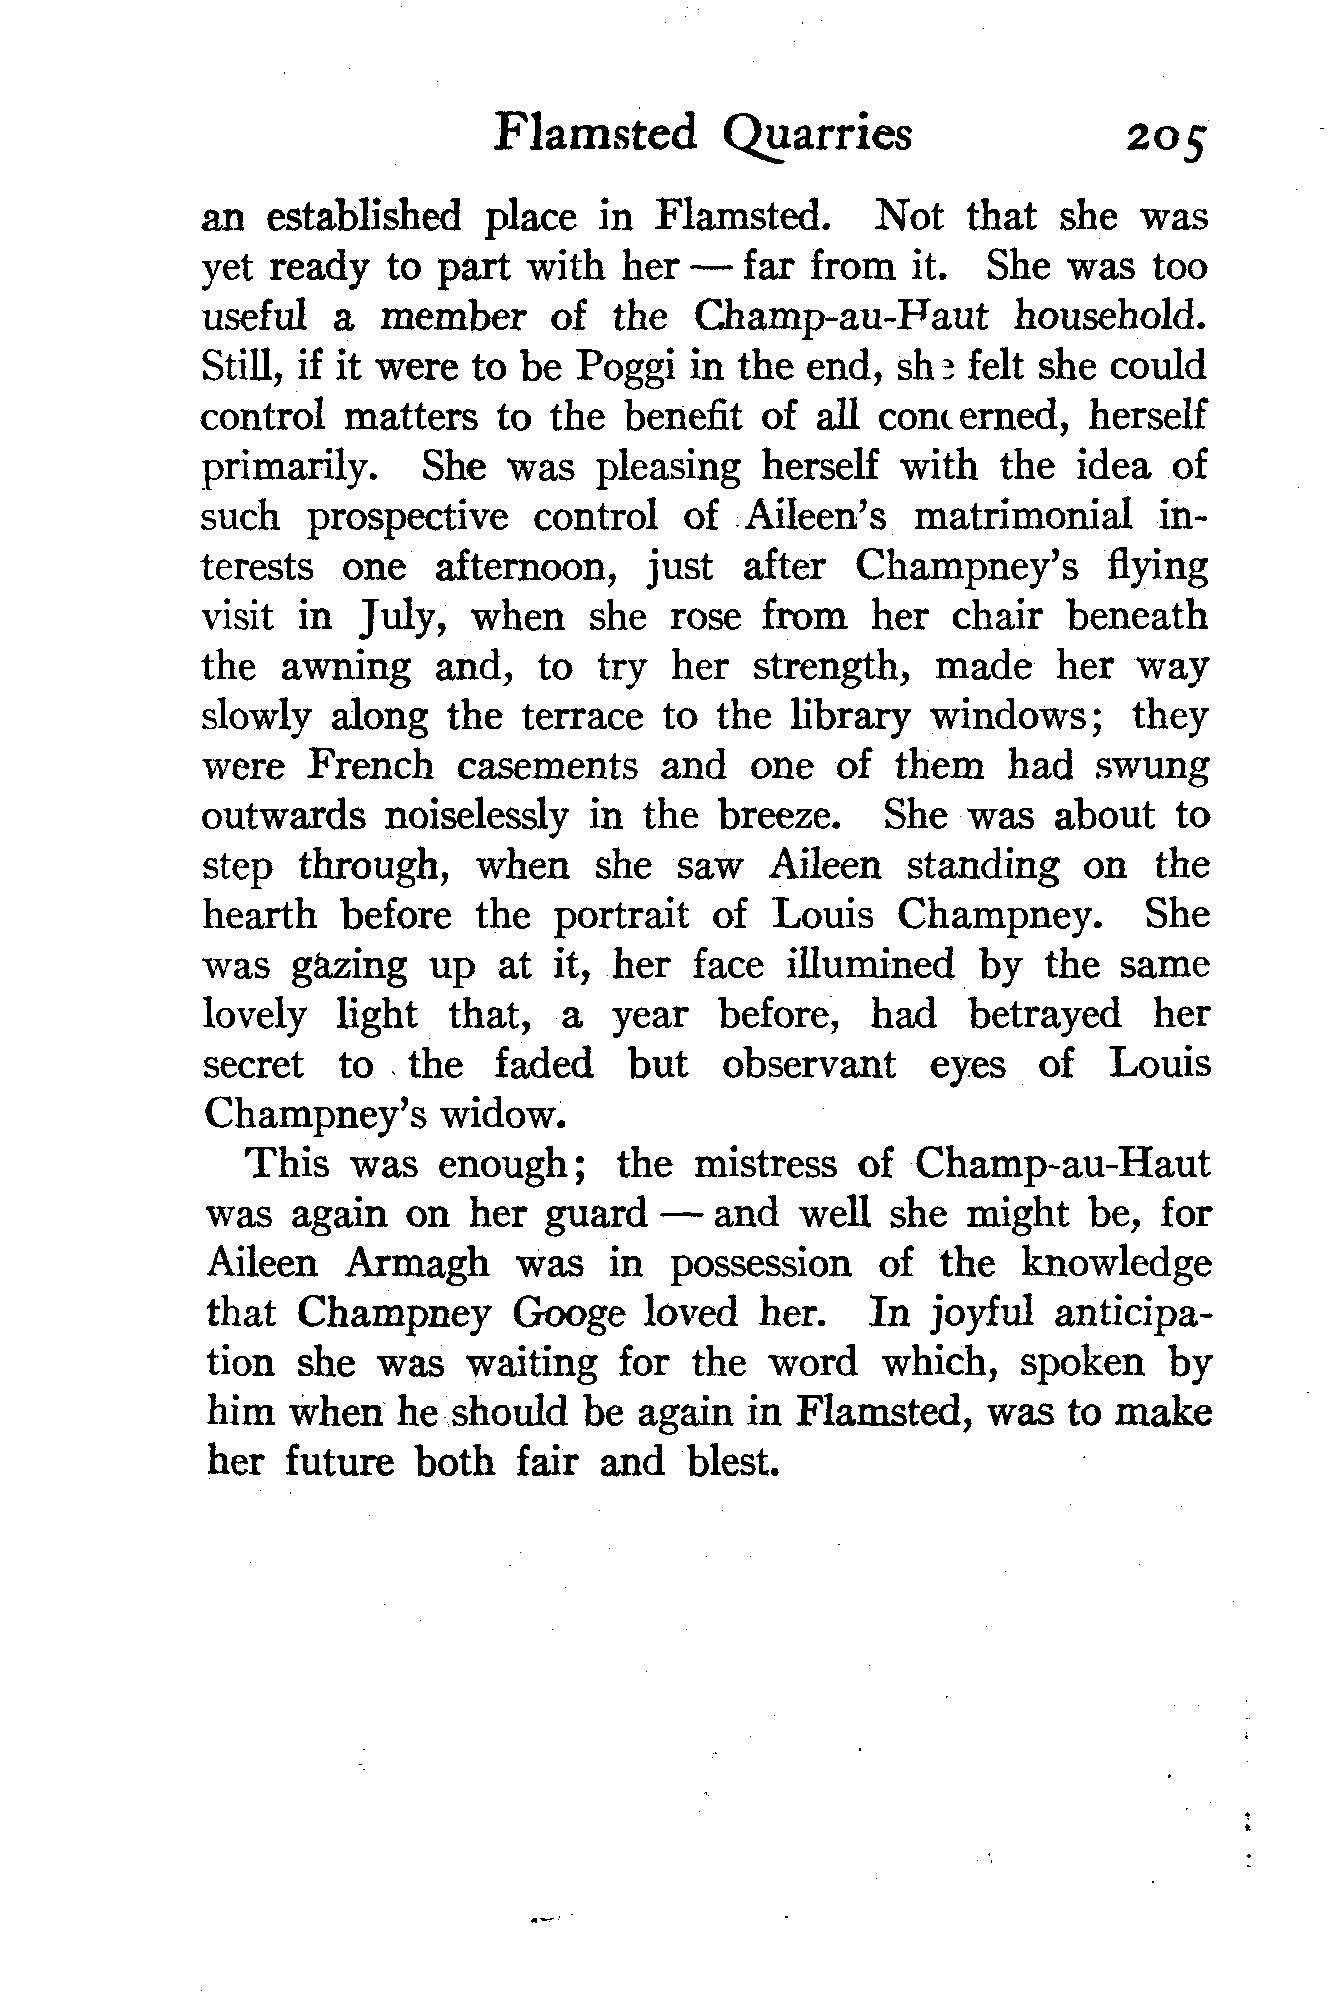 Flamsted Quarries 205
an established place in Flamsted. Not that she was
yet ready to part with her — far from it. She was too
useful a member of the Champ-au-Haut household.
Still, if it were to be Poggi in the end, she felt she could
control matters to the benefit of all concerned, herself
primarily. She was pleasing herself with the idea of
such prospective control of Aileen's matrimonial in-
terests one afternoon, just after Champney's flying
visit in July, when she rose from her chair beneath
the awning and, to try her strength, made her way
slowly along the terrace to the library windows; they
were French casements and one of them had swung
outwards noiselessly in the breeze. She was about to
step through, when she saw Aileen standing on the
hearth before the portrait of Louis Champney. She
was gazing up at it, her face illumined by the same
lovely light that, a year before, had betrayed her
secret to the faded but observant eyes of Louis
Champney's widow.
This was enough; the mistress of Champ-au-Haut
was again on her guard — and well she might be, for
Aileen Armagh was in possession of the knowledge
that Champney Googe loved her. In joyful anticipa-
tion she was waiting for the word which, spoken by
him when he should be again in Flamsted, was to make
her future both fair and blest.